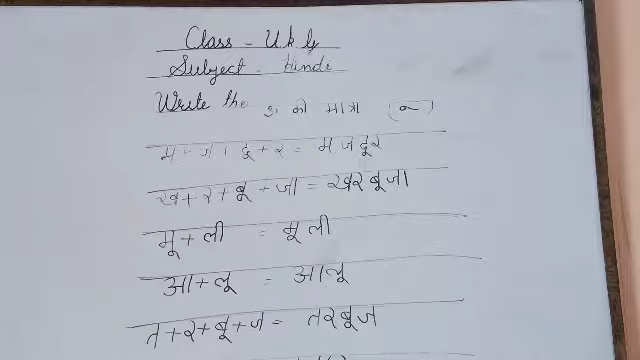 Class - Ukg
Subject - Hindi
Write the ऊ की मात्रा ( ू )
म + ज + दू + र = मजदूर
ख + र + बू + जा = खरबूजा
मू + ली = मूली
आ + लू = आलू
त + र + बू + ज = तरबूज